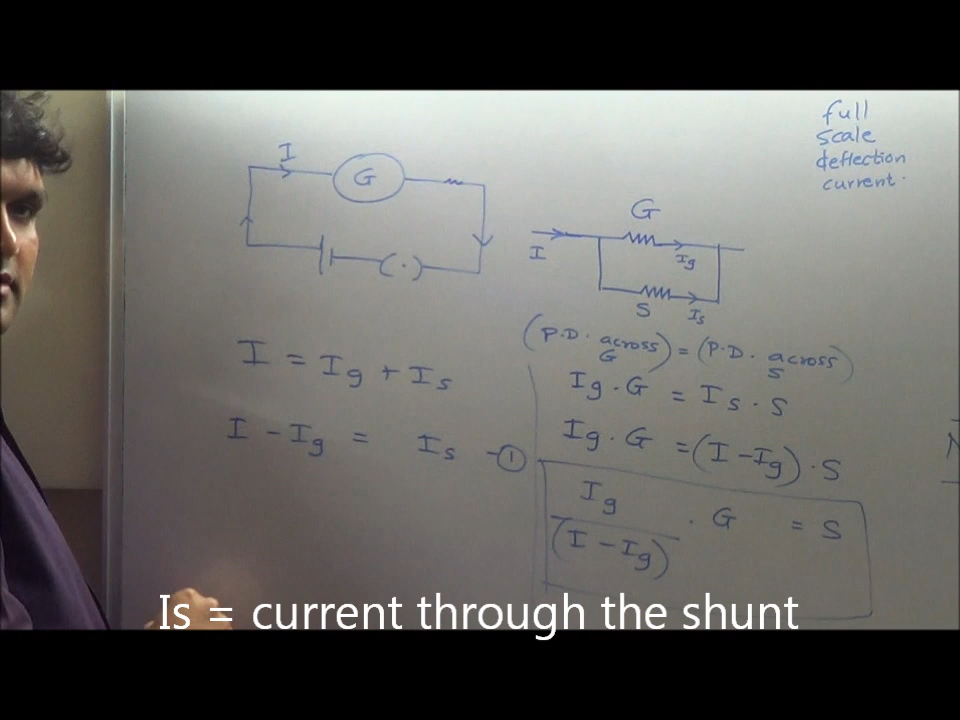 full
scale
deflection
current.
I
G
G
I
Ig
S
Is
(P.D. across G) = (P.D. across S)
I = Ig + Is
Ig . G = Is . S
I - Ig = Is - ①
Ig . G = (I - Ig) . S
Ig / (I - Ig) . G = S
Is = current through the shunt